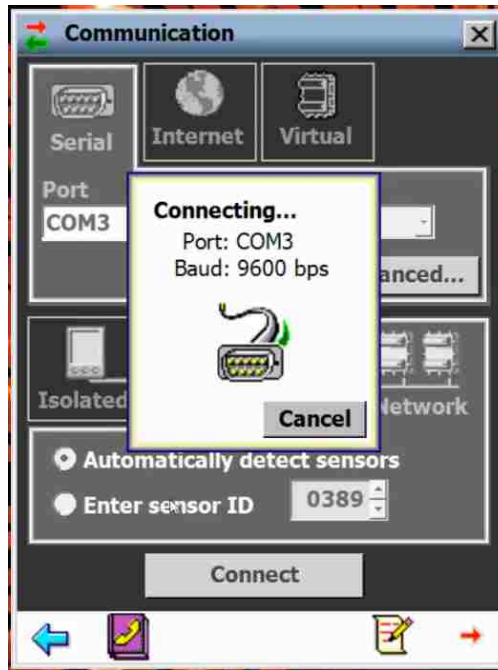 Communication
Serial
Internet
Virtual
Port
COM3
anced...
Connecting...
Port: COM3
Baud: 9600 bps
Cancel
Isolated
Network
Automatically detect sensors
Enter sensor ID
0389
Connect